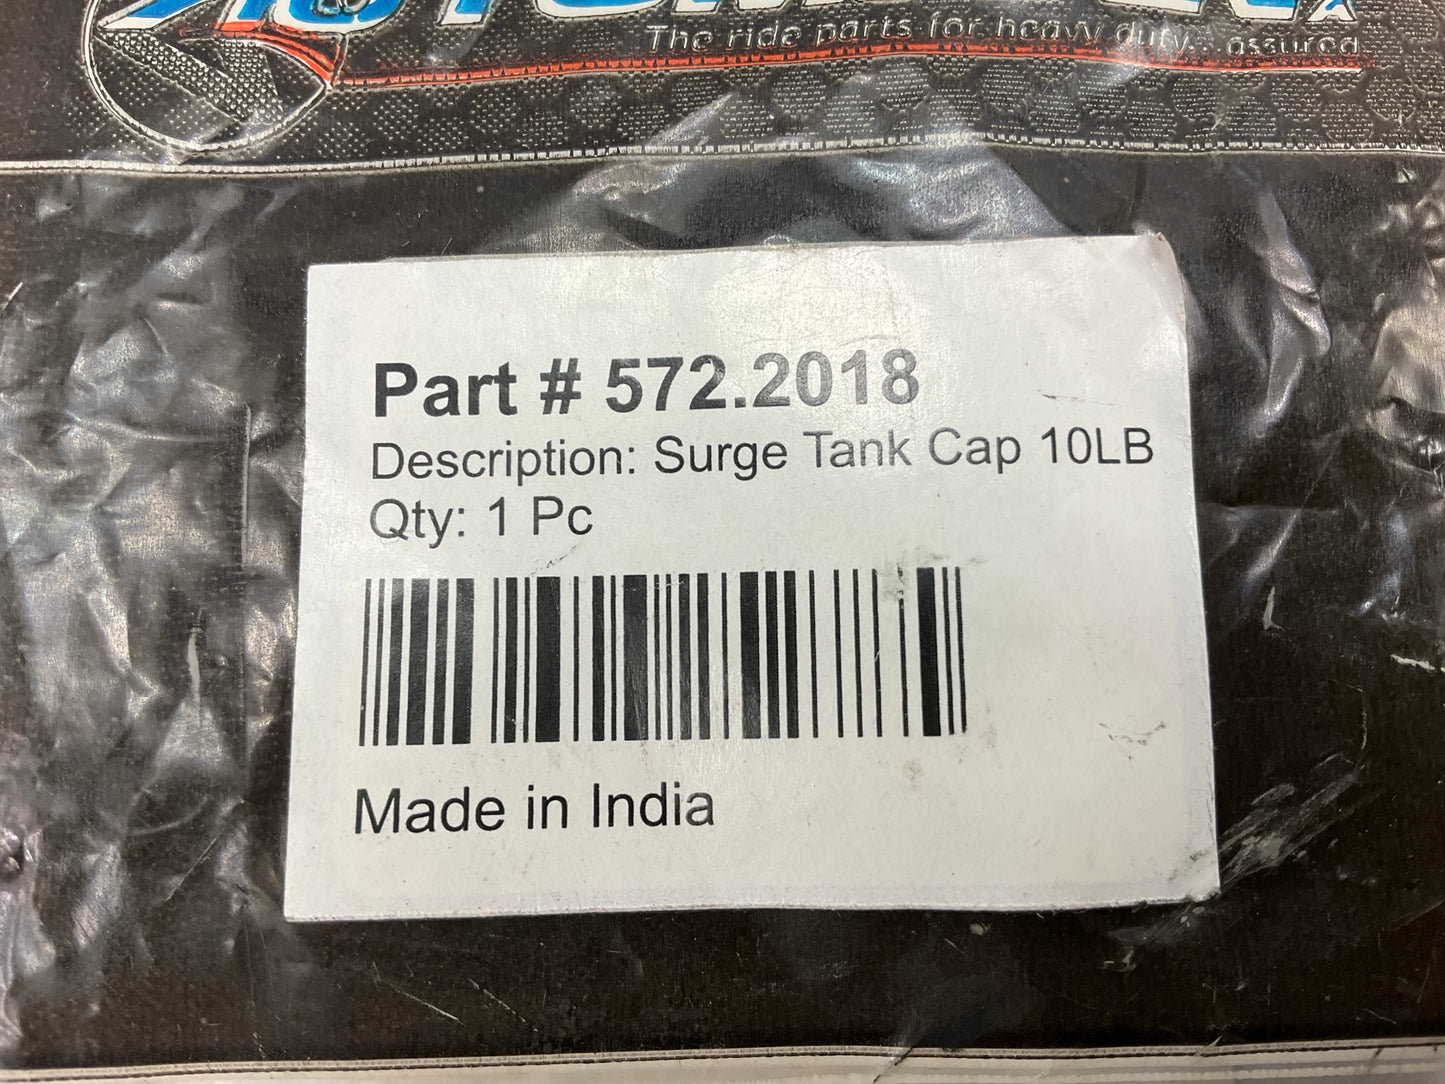 The ride parts for heavy duty.. assured
Part # 572.2018
Description: Surge Tank Cap 10LB
Qty: 1 Pc
Made in India